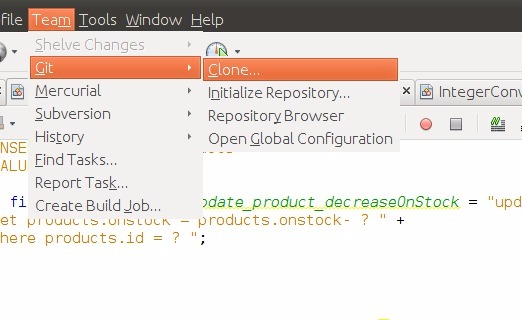 file Team Tools Window Help
Shelve Changes
Git
Clone...
Mercurial
Initialize Repository...
IntegerConv
Subversion
Repository Browser
History
Open Global Configuration
NSE
Find Tasks...
ALU
Report Task...
fi odate_product_decreaseOnStock = "upd
Create Build Job...
et products.onstock = products.onstock- ? " +
here products.id = ? ";